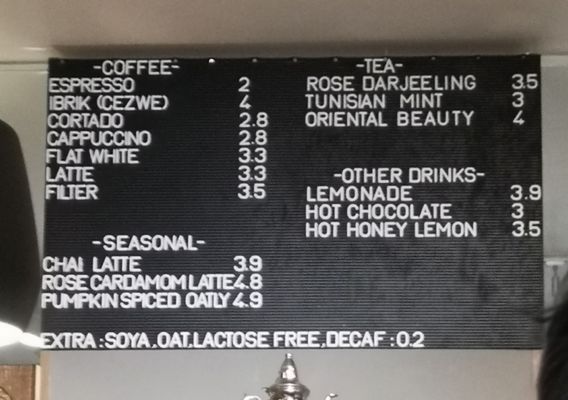 -COFFEE-
ESPRESSO 2
IBRIK (CEZWE) 4
CORTADO 2.8
CAPPUCCINO 2.8
FLAT WHITE 3.3
LATTE 3.3
FILTER 3.5
-SEASONAL-
CHAI LATTE 3.9
ROSE CARDAMOM LATTE 4.8
PUMPKIN SPICED OATLY 4.9
-TEA-
ROSE DARJEELING 3.5
TUNISIAN MINT 3
ORIENTAL BEAUTY 4
-OTHER DRINKS-
LEMONADE 3.9
HOT CHOCOLATE 3
HOT HONEY LEMON 3.5
EXTRA :SOYA ,OAT,LACTOSE FREE,DECAF :0.2